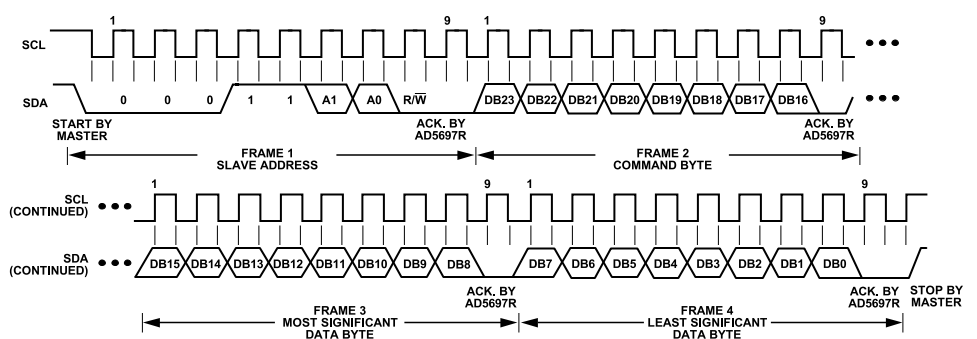 1 9 1 9
SCL
SDA 0 0 0 1 1 A1 A0 R/W̅ DB23 DB22 DB21 DB20 DB19 DB18 DB17 DB16
START BY MASTER
ACK. BY AD5697R
ACK. BY AD5697R
FRAME 1
SLAVE ADDRESS
FRAME 2
COMMAND BYTE
1 9 1 9
SCL
(CONTINUED)
SDA
(CONTINUED)
DB15 DB14 DB13 DB12 DB11 DB10 DB9 DB8 DB7 DB6 DB5 DB4 DB3 DB2 DB1 DB0
ACK. BY
AD5697R
ACK. BY
AD5697R
STOP BY
MASTER
FRAME 3
MOST SIGNIFICANT
DATA BYTE
FRAME 4
LEAST SIGNIFICANT
DATA BYTE